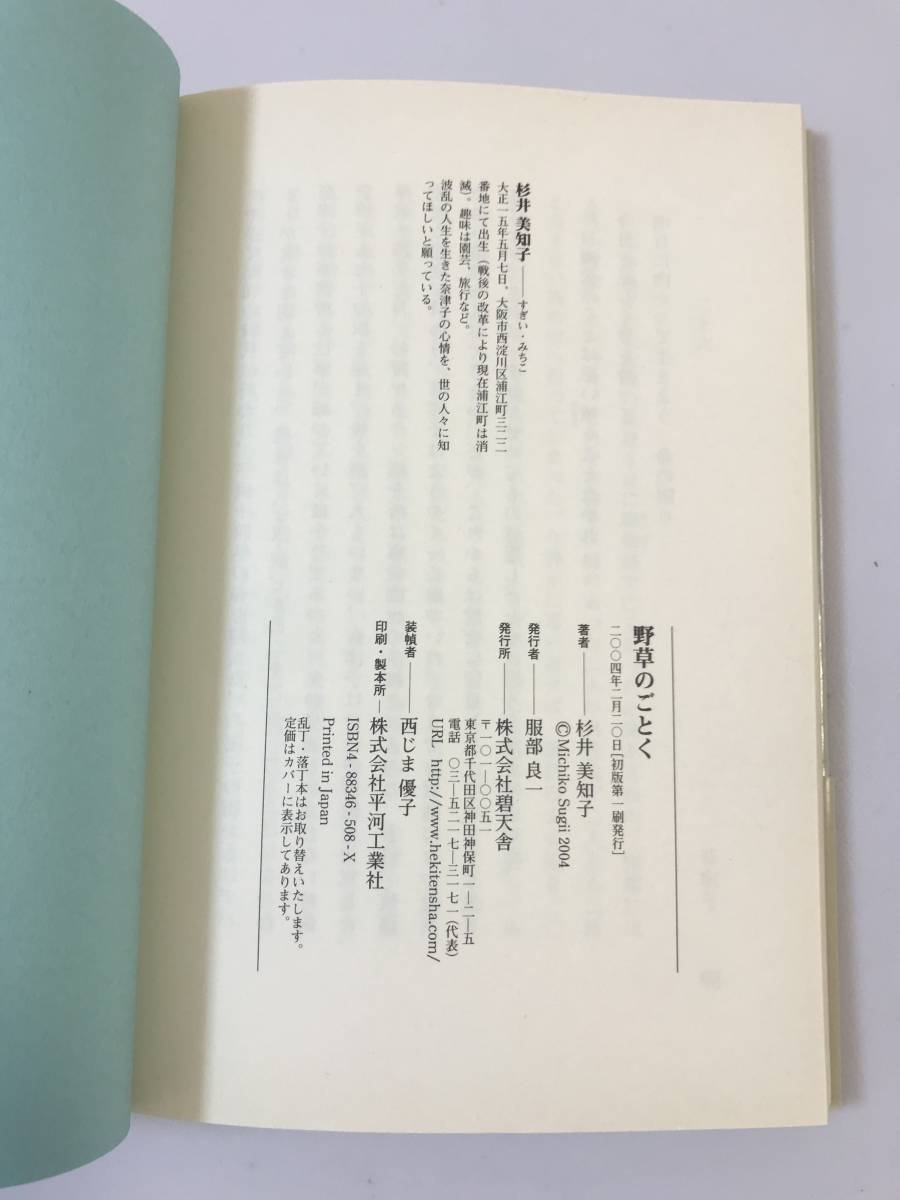 杉井 美知子――すぎい・みちこ
大正一五年五月七日、大阪市西淀川区浦江町三二二
番地にて出生(戦後の改革により現在浦江町は消
滅)。趣味は園芸、旅行など。
波乱の人生を生きた奈津子の心情を、世の人々に知
ってほしいと願っている。
野草のごとく
二〇〇四年二月二〇日[初版第一刷発行]
著者――杉井 美知子
©Michiko Sugii 2004
発行者――服部 良一
発行所――株式会社碧天舎
〒一〇一―〇〇五一
東京都千代田区神田神保町一―二―五
電話 〇三―五二一七―三一七一(代表)
URL http://www.hekitensha.com/
装幀者――西じま 優子
印刷・製本所―株式会社平河工業社
ISBN4-88346-508-X
Printed in Japan
乱丁・落丁本はお取り替えいたします。
定価はカバーに表示してあります。